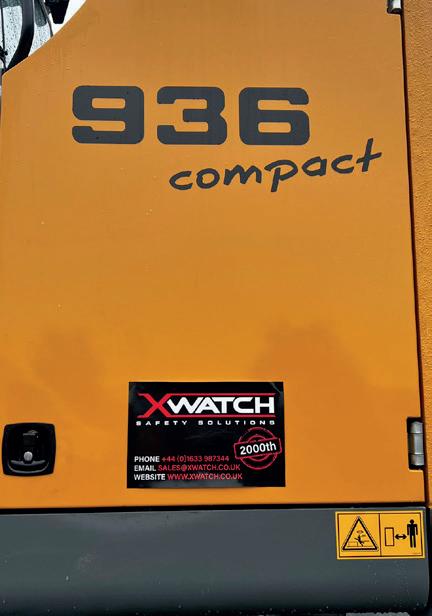 936
compact
XWATCH
SAFETY SOLUTIONS
2000th
PHONE +44 (0)1633 987344
EMAIL SALES@XWATCH.CO.UK
WEBSITE WWW.XWATCH.CO.UK